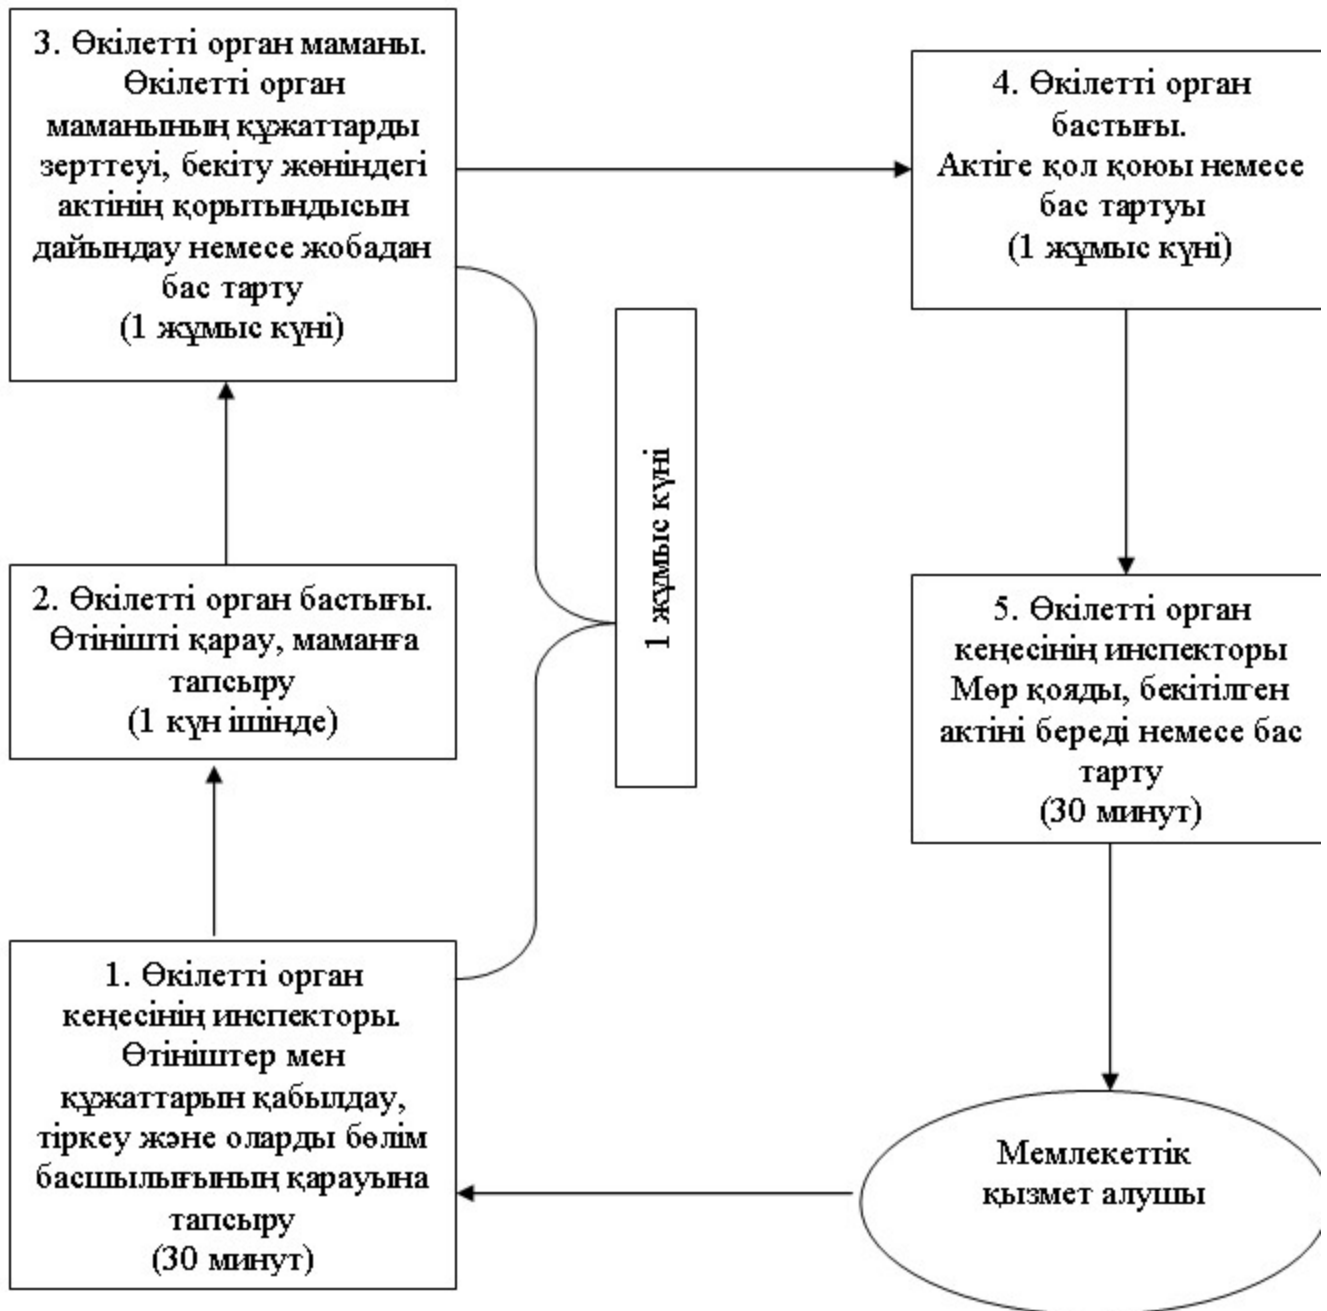 3. Өкілетті орган маманы.
Өкілетті орган
маманының құжаттарды
зерттеуі, бекіту жөніндегі
актінің қорытындысын
дайындау немесе жобадан
бас тарту
(1 жұмыс күні)
4. Өкілетті орган
бастығы.
Актіге қол қоюы немесе
бас тартуы
(1 жұмыс күні)
1 жұмыс күні
2. Өкілетті орган бастығы.
Өтінішті қарау, маманға
тапсыру
(1 күн ішінде)
5. Өкілетті орган
кеңесінің инспекторы
Мөр қояды, бекітілген
актіні береді немесе бас
тарту
(30 минут)
1. Өкілетті орган
кеңесінің инспекторы.
Өтініштер мен
құжаттарын қабылдау,
тіркеу және оларды бөлім
басшылығының қарауына
тапсыру
(30 минут)
Мемлекеттік
қызмет алушы